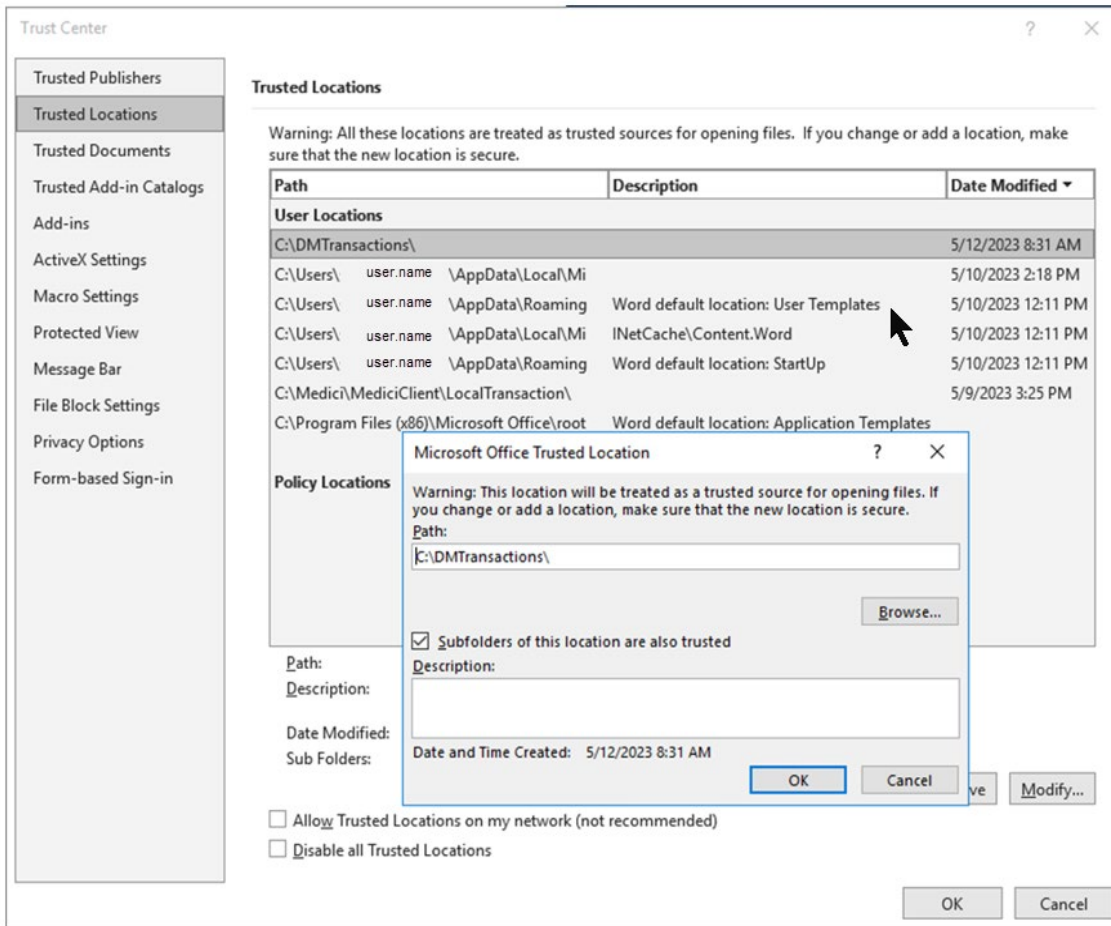 Trust Center
?
Trusted Publishers
Trusted Locations
Trusted Documents
Trusted Add-in Catalogs
Add-ins
ActiveX Settings
Macro Settings
Protected View
Message Bar
File Block Settings
Privacy Options
Form-based Sign-in
Trusted Locations
Warning: All these locations are treated as trusted sources for opening files. If you change or add a location, make
sure that the new location is secure.
Path Description Date Modified
User Locations
C:\DMTransactions\ 5/12/2023 8:31 AM
C:\Users\ user.name \AppData\Local\Mi 5/10/2023 2:18 PM
C:\Users\ user.name \AppData\Roaming Word default location: User Templates 5/10/2023 12:11 PM
C:\Users\ user.name \AppData\Local\Mi INetCache\Content.Word 5/10/2023 12:11 PM
C:\Users\ user.name \AppData\Roaming Word default location: StartUp 5/10/2023 12:11 PM
C:\Medici\MediciClient\LocalTransaction\ 5/9/2023 3:25 PM
C:\Program Files (x86)\Microsoft Office\root Word default location: Application Templates
Policy Locations
Microsoft Office Trusted Location ?
Warning: This location will be treated as a trusted source for opening files. If
you change or add a location, make sure that the new location is secure.
Path:
C:\DMTransactions\
Browse...
Subfolders of this location are also trusted
Description:
Date and Time Created: 5/12/2023 8:31 AM
OK Cancel
Path:
Description:
Date Modified:
Sub Folders:
ve Modify...
Allow Trusted Locations on my network (not recommended)
Disable all Trusted Locations
OK Cancel